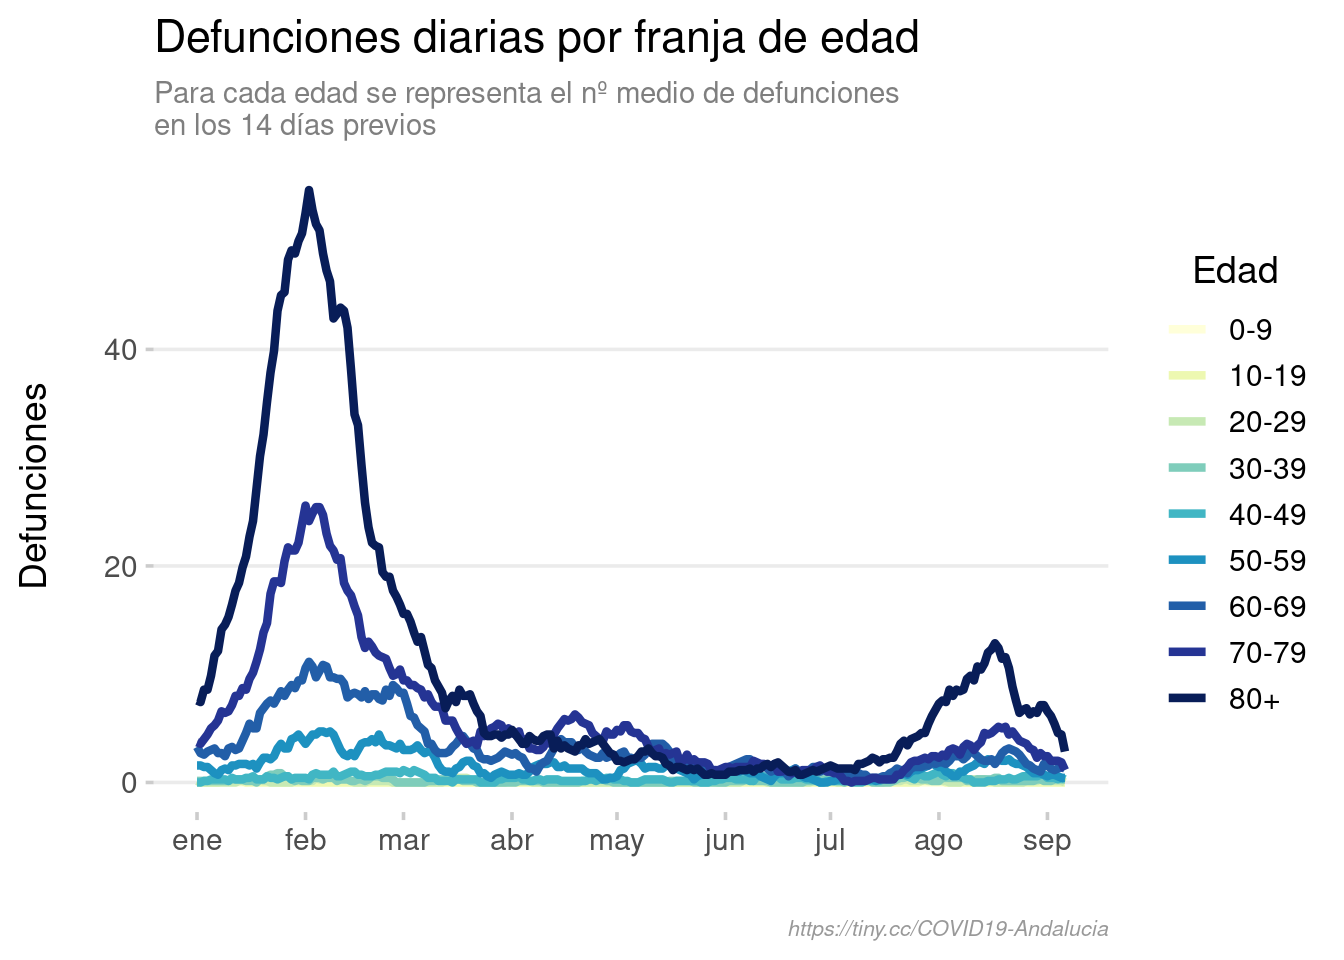 Defunciones diarias por franja de edad
Para cada edad se representa el nº medio de defunciones
en los 14 días previos
Defunciones
40
20
0
ene feb mar abr may jun jul ago sep
Edad
0-9
10-19
20-29
30-39
40-49
50-59
60-69
70-79
80+
https://tiny.cc/COVID19-Andalucia